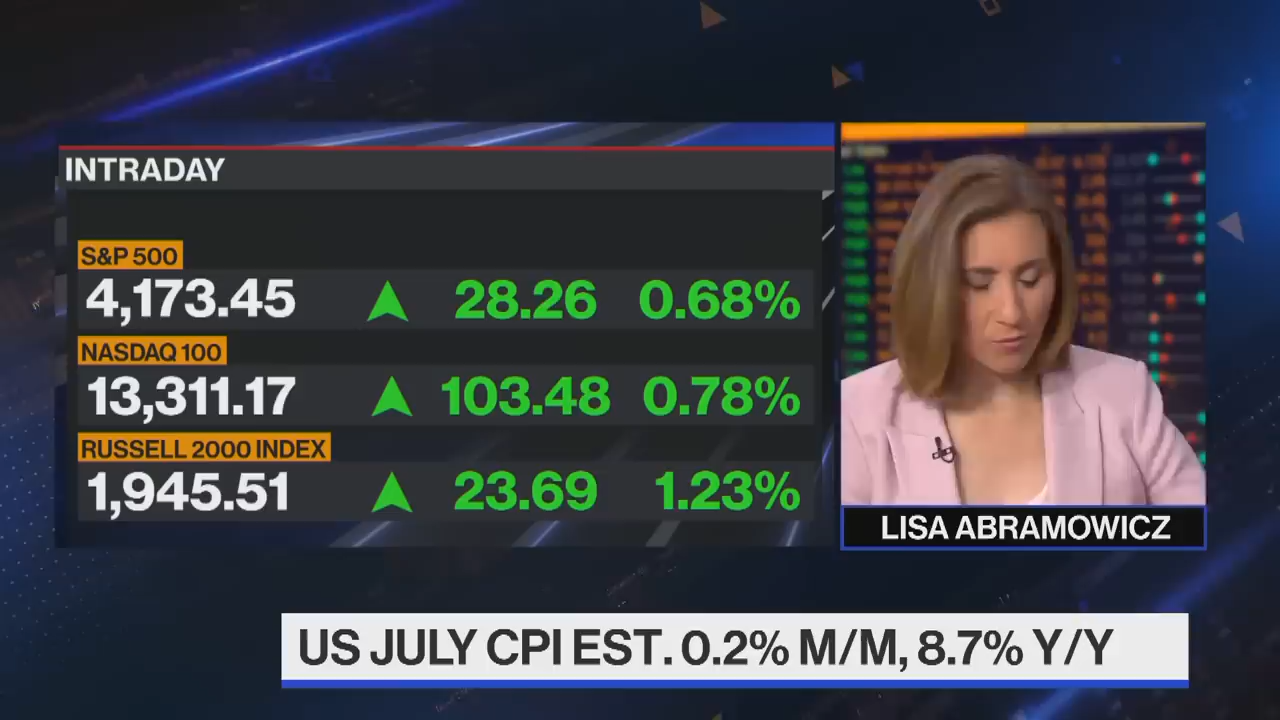 INTRADAY
S&P 500
4,173.45 28.26 0.68%
NASDAQ 100
13,311.17 103.48 0.78%
RUSSELL 2000 INDEX
1,945.51 23.69 1.23%
LISA ABRAMOWICZ
US JULY CPI EST. 0.2% M/M, 8.7% Y/Y